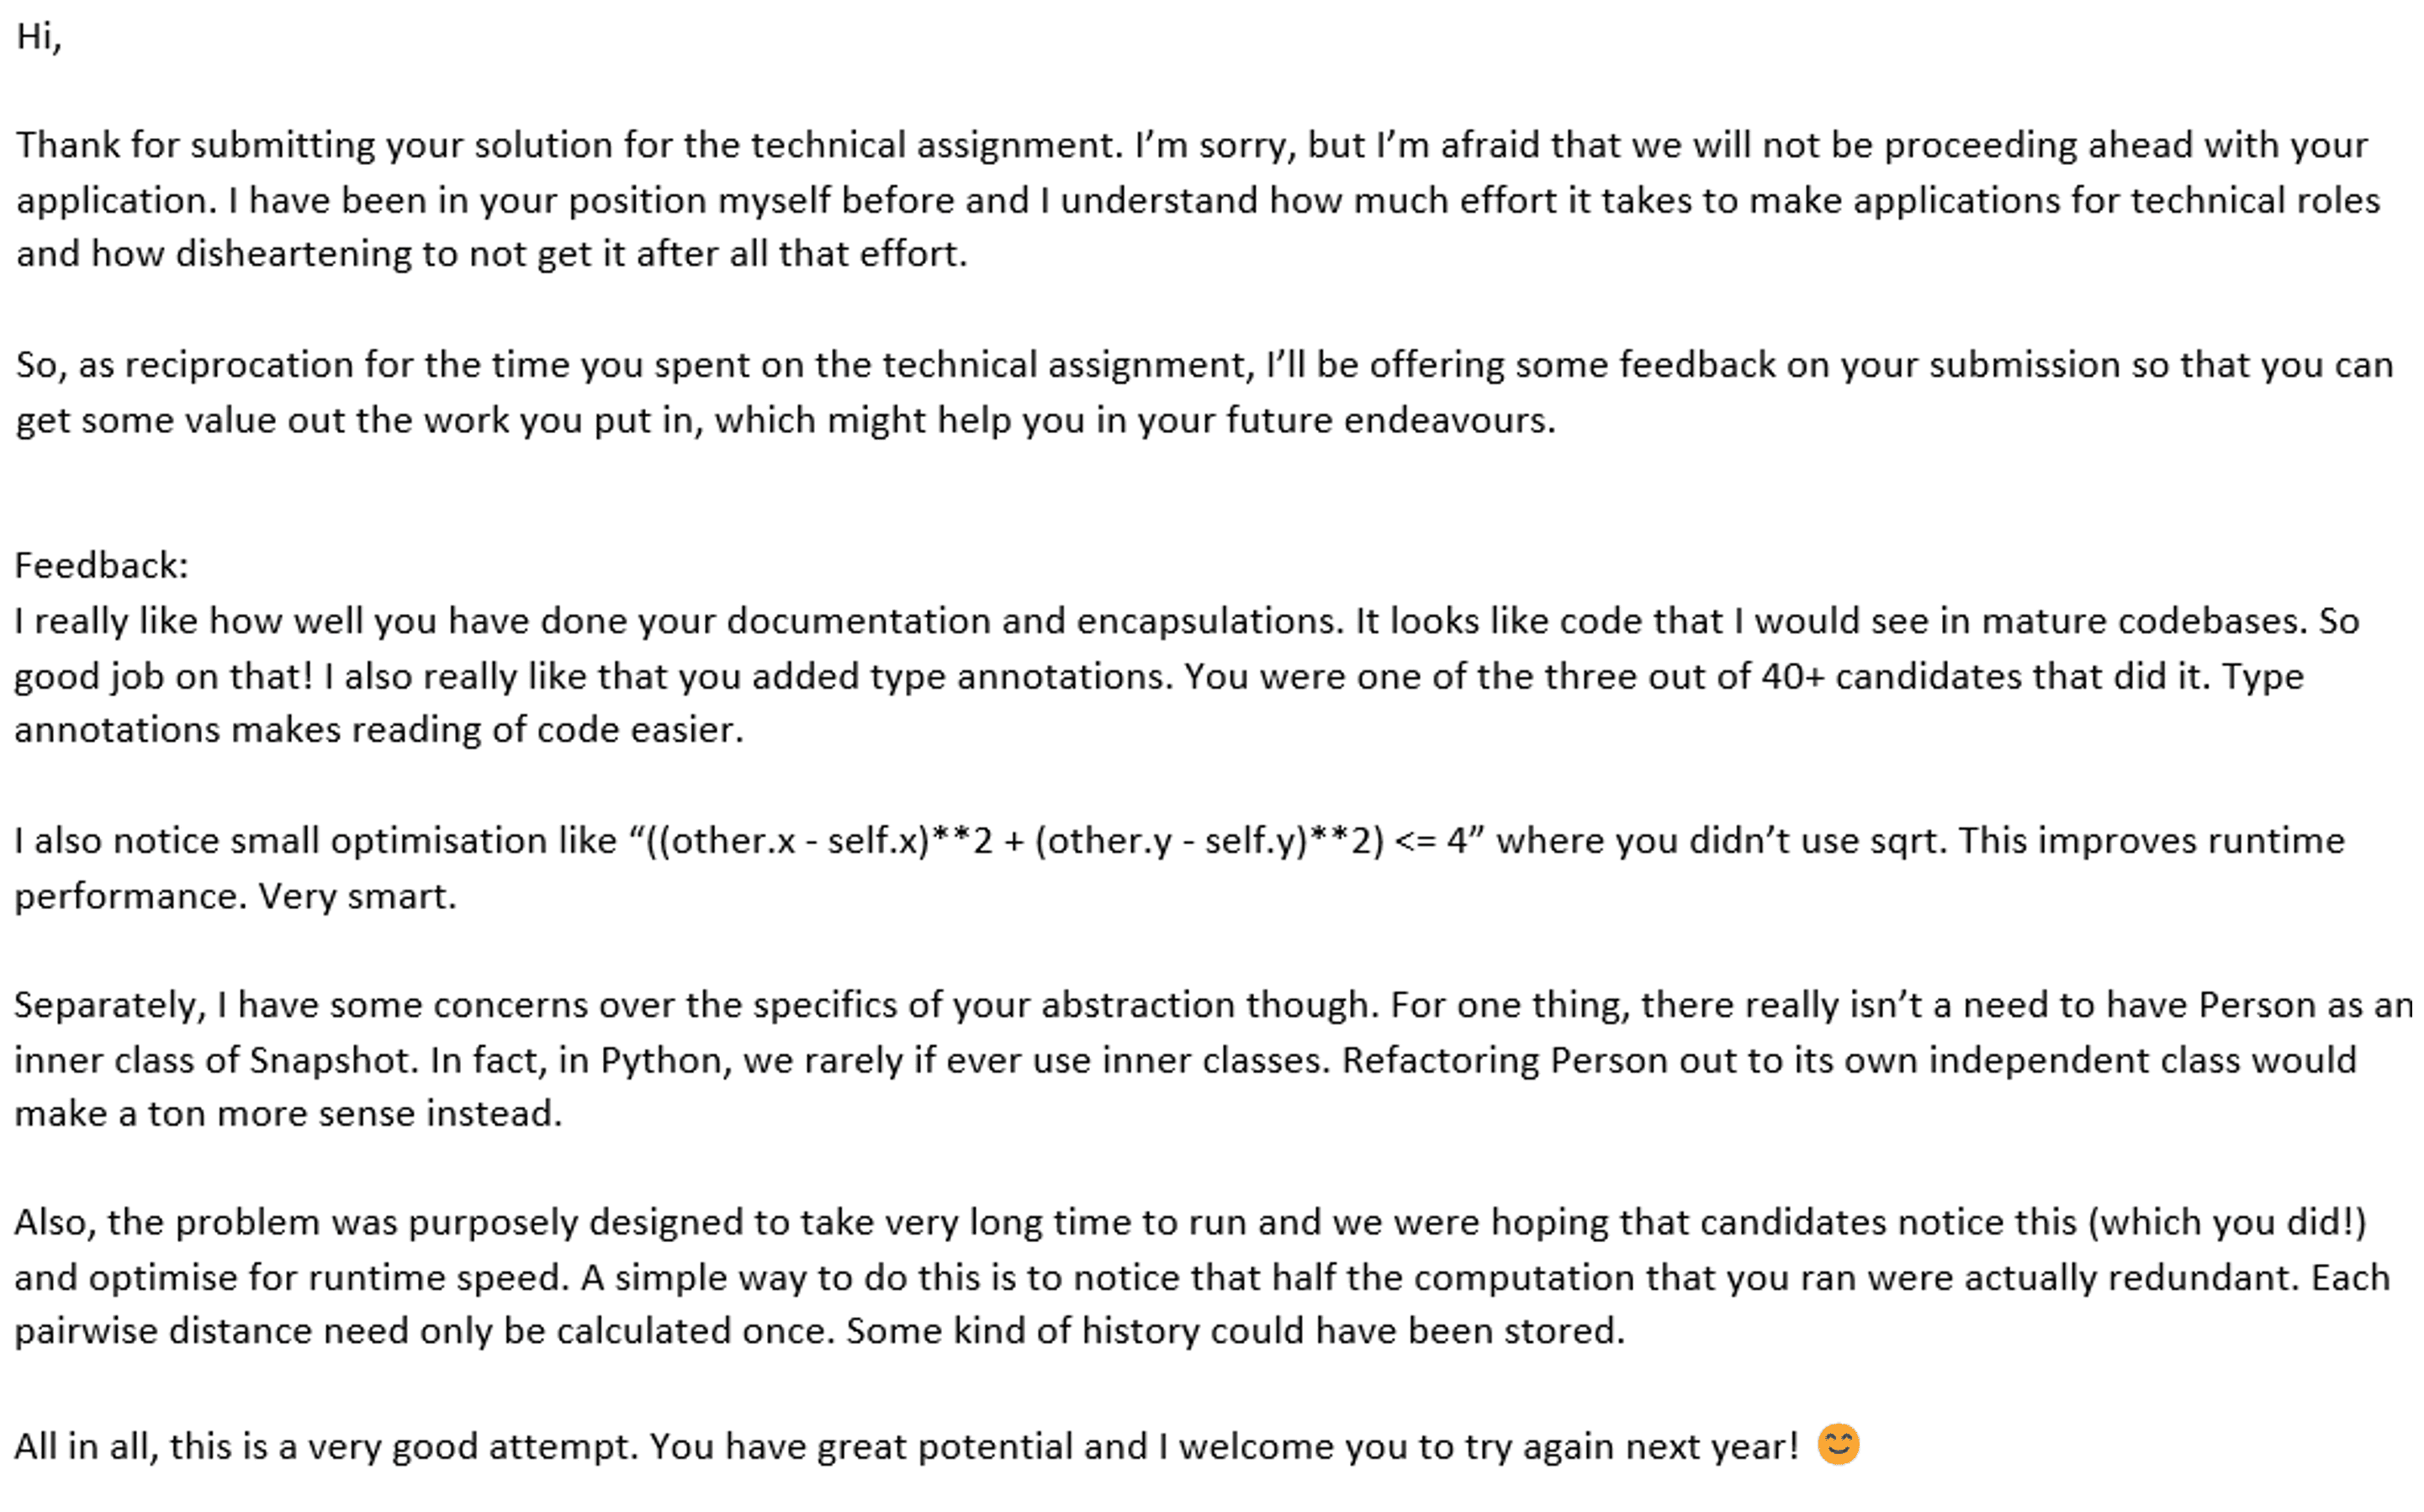 Hi,
Thank for submitting your solution for the technical assignment. I’m sorry, but I’m afraid that we will not be proceeding ahead with your
application. I have been in your position myself before and I understand how much effort it takes to make applications for technical roles
and how disheartening to not get it after all that effort.
So, as reciprocation for the time you spent on the technical assignment, I’ll be offering some feedback on your submission so that you can
get some value out the work you put in, which might help you in your future endeavours.
Feedback:
I really like how well you have done your documentation and encapsulations. It looks like code that I would see in mature codebases. So
good job on that! I also really like that you added type annotations. You were one of the three out of 40+ candidates that did it. Type
annotations makes reading of code easier.
I also notice small optimisation like “((other.x - self.x)**2 + (other.y - self.y)**2) <= 4” where you didn’t use sqrt. This improves runtime
performance. Very smart.
Separately, I have some concerns over the specifics of your abstraction though. For one thing, there really isn’t a need to have Person as an
inner class of Snapshot. In fact, in Python, we rarely if ever use inner classes. Refactoring Person out to its own independent class would
make a ton more sense instead.
Also, the problem was purposely designed to take very long time to run and we were hoping that candidates notice this (which you did!)
and optimise for runtime speed. A simple way to do this is to notice that half the computation that you ran were actually redundant. Each
pairwise distance need only be calculated once. Some kind of history could have been stored.
All in all, this is a very good attempt. You have great potential and I welcome you to try again next year! 😊